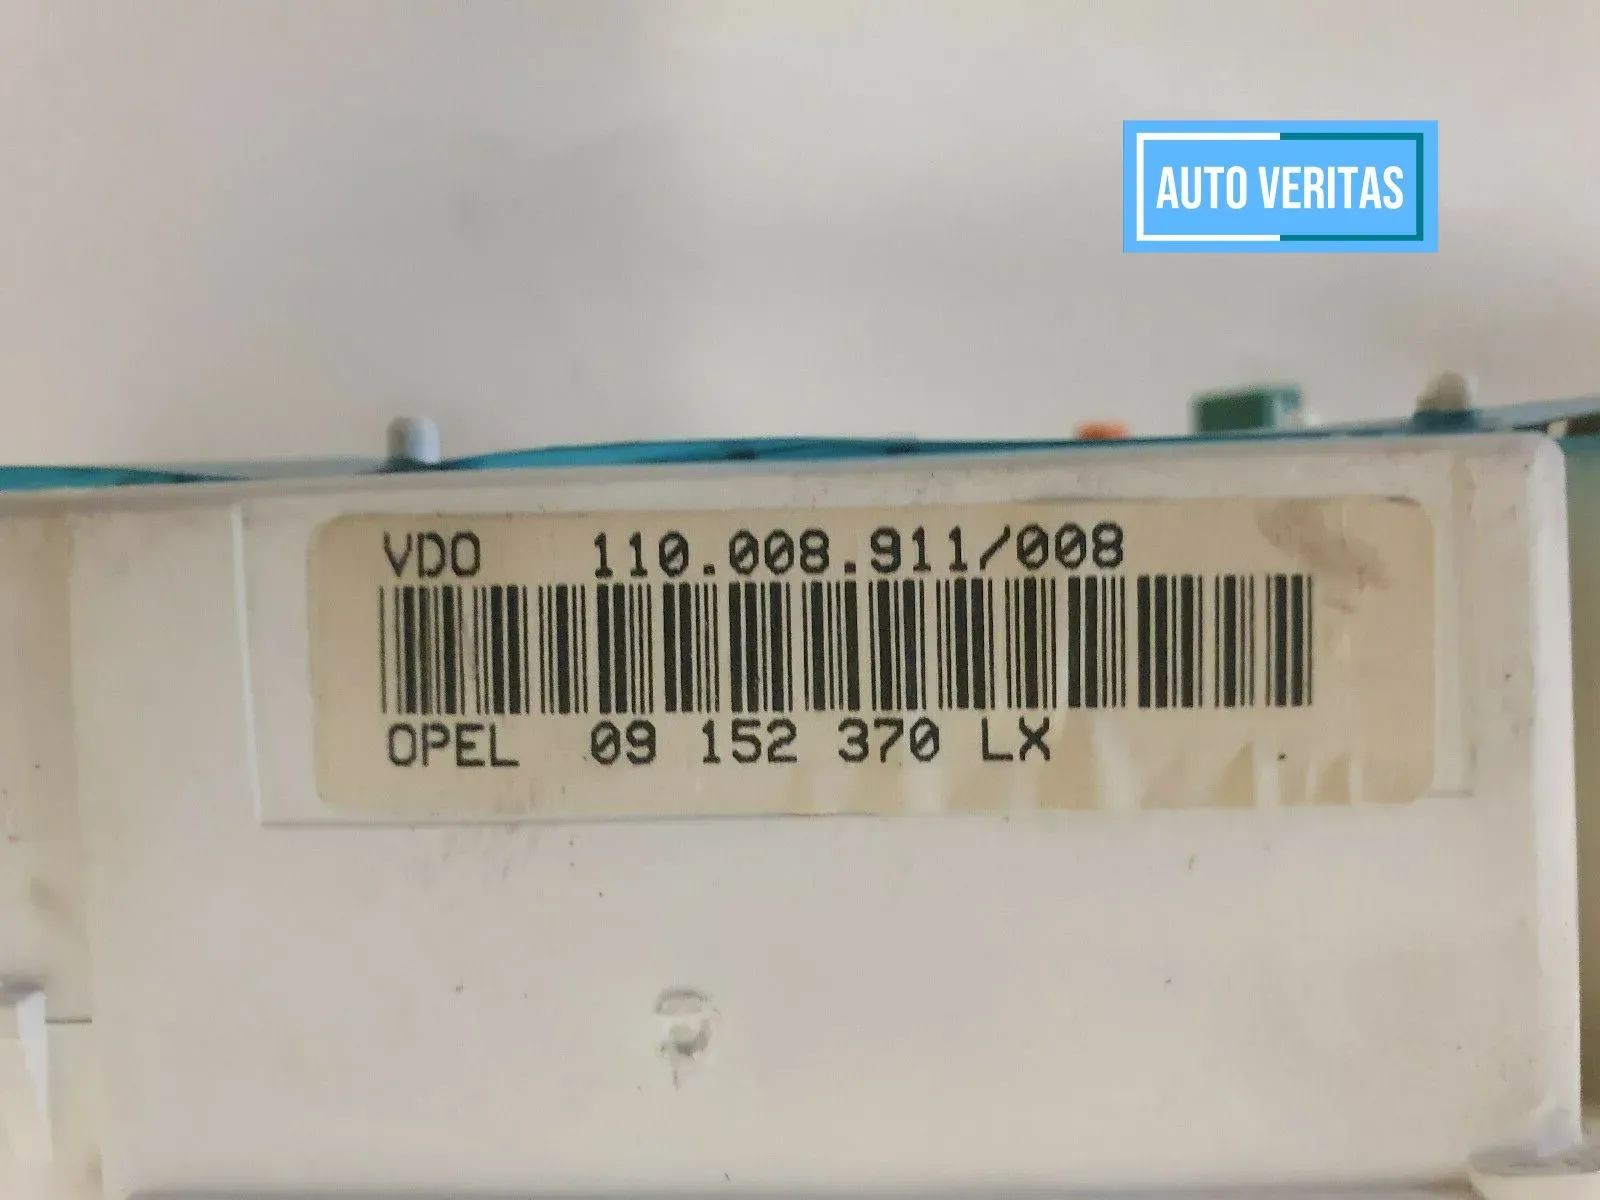 AUTO VERITAS
VDO 110.008.911/008
OPEL 09 152 370 LX